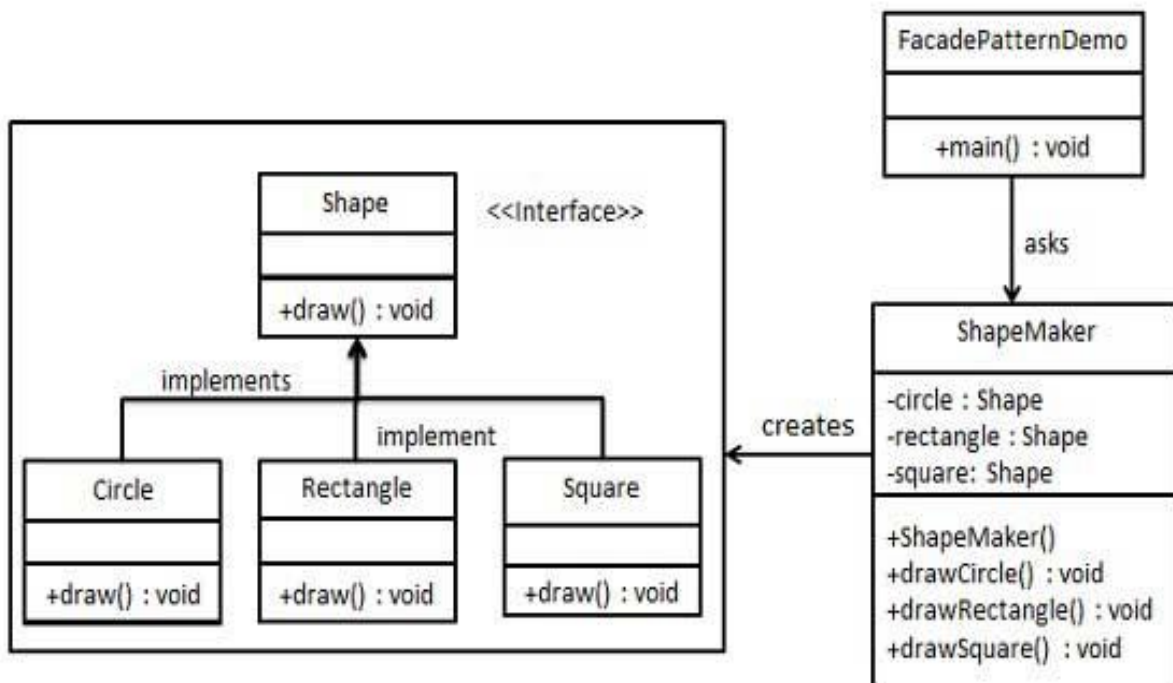 FacadePatternDemo
+main() : void
asks
Shape
<<Interface>>
+draw() : void
implements
implement
Circle
+draw() : void
Rectangle
+draw() : void
Square
+draw() : void
creates
ShapeMaker
-circle : Shape
-rectangle : Shape
-square: Shape
+ShapeMaker()
+drawCircle() : void
+drawRectangle() : void
+drawSquare() : void